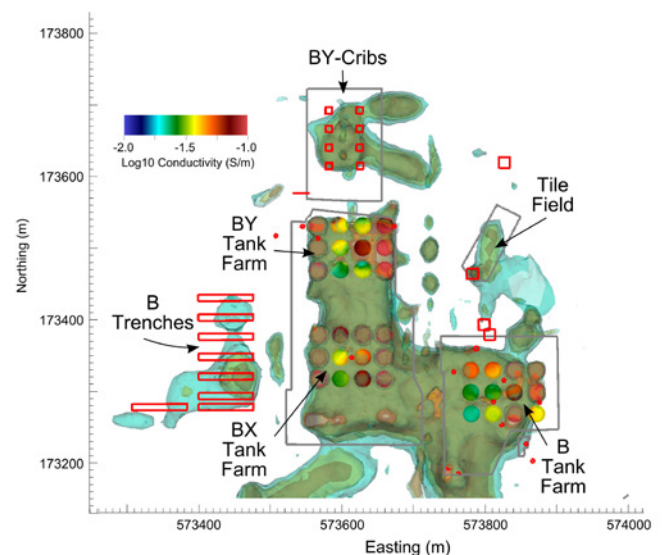 173800
BY-Cribs
-2.0 -1.5 -1.0
Log10 Conductivity (S/m)
173600
Tile
Field
BY
Tank
Farm
Northing (m)
B
Trenches
173400
BX
Tank
Farm
B
Tank
Farm
173200
573400 573600 573800 574000
Easting (m)